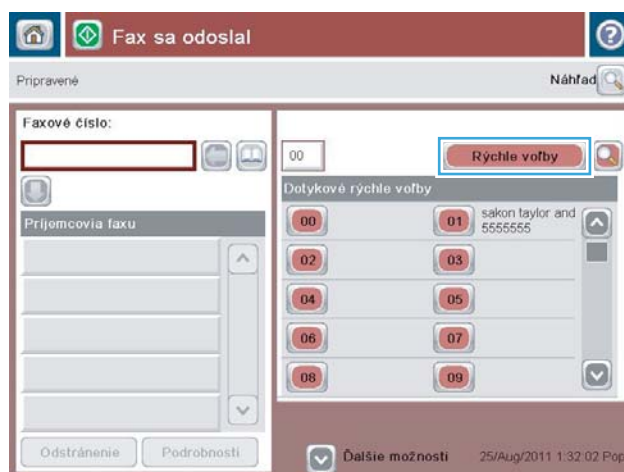 Fax sa odoslal
Pripravené
Náhľad
Faxové číslo:
00
Rýchle voľby
Dotykové rýchle voľby
Príjemcovia faxu
00
01
sakon taylor and
5555555
02
03
04
05
06
07
08
09
Odstránenie
Podrobnosti
Ďalšie možnosti
25/Aug/2011 1:32:02 Pop